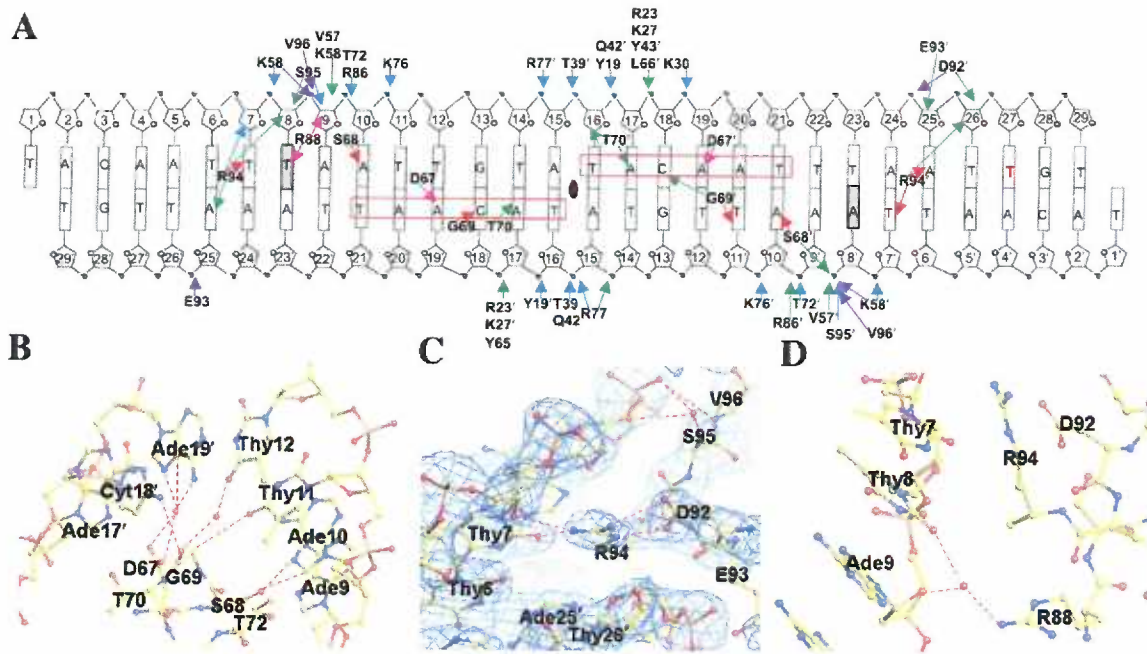 A
R23
K27
Y43′
L66′
V57
K58
V96
S95
K58
T72
R86
K76
R77′
T39′
Q42′
Y19
K30
E93′
D92′
1 2 3 4 5 6 7 8 9 10 11 12 13 14 15 16 17 18 19 20 21 22 23 24 25 26 27 28 29
R88
S68
T70
D67′
T A C A A T T T A A T T G T A T A C A A T T T A A T T G T
R94
D67
G69
R94
G69 T70
S68′
T G T T A A A T T A A C A T A T G T T A A A T T A A C A T
29′ 28′ 27′ 26′ 25′ 24′ 23′ 22′ 21′ 20′ 19′ 18′ 17′ 16′ 15′ 14′ 13′ 12′ 11′ 10′ 9′ 8′ 7′ 6′ 5′ 4′ 3′ 2′ 1′
E93
R23′
K27′
Y65
Y19′
T39
Q42
R77
K76′
R86′
T72′
V57′
S95′
V96′
K58′
B
Ade19′
Thy12
Cyt18′
Thy11
Ade17′
Ade10
D67
G69
Ade9
T70
S68
T72
C
V96
S95
Thy7
D92
R94
E93
Thy6
Ade25′
Thy26′
D
Thy7
D92
R94
Thy8
Ade9
R88